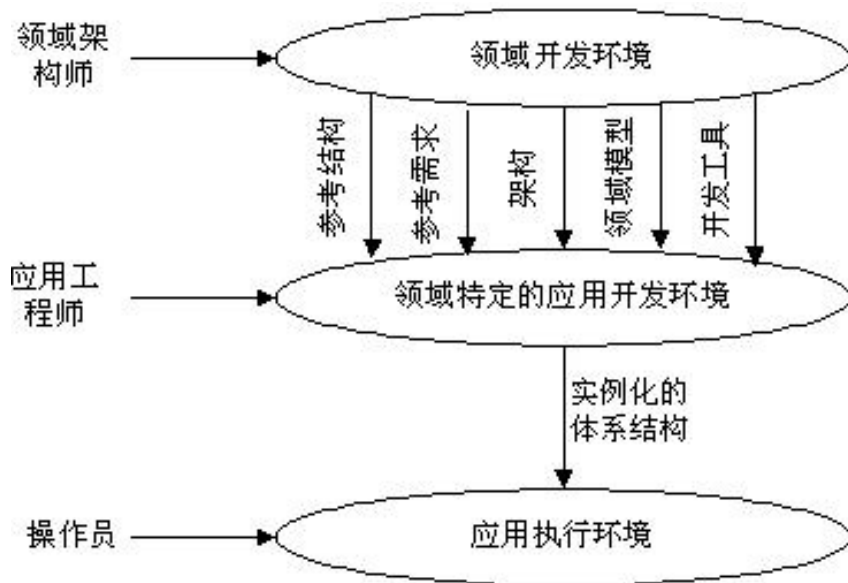 领域架
构师
领域开发环境
参考结构
参考需求
架构
领域模型
开发工具
应用工
程师
领域特定的应用开发环境
实例化的
体系结构
操作员
应用执行环境